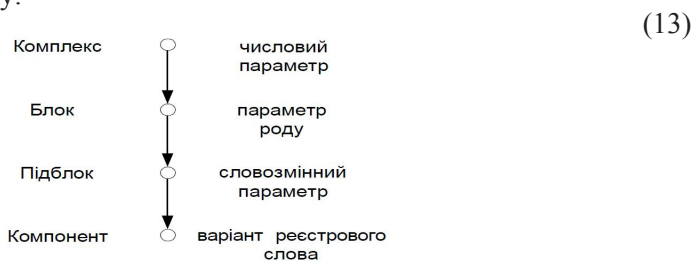 у.
(13)
Комплекс числовий
параметр
Блок параметр
роду
Підблок словозмінний
параметр
Компонент варіант реєстрового
слова